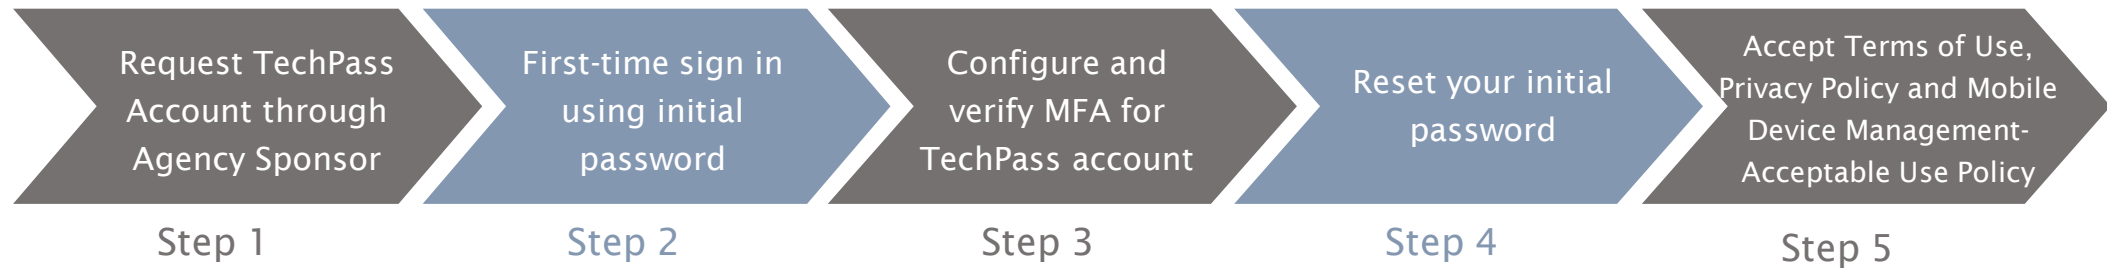 Request TechPass
Account through
Agency Sponsor
First-time sign in
using initial
password
Configure and
verify MFA for
TechPass account
Reset your initial
password
Accept Terms of Use,
Privacy Policy and Mobile
Device Management-
Acceptable Use Policy
Step 1
Step 2
Step 3
Step 4
Step 5